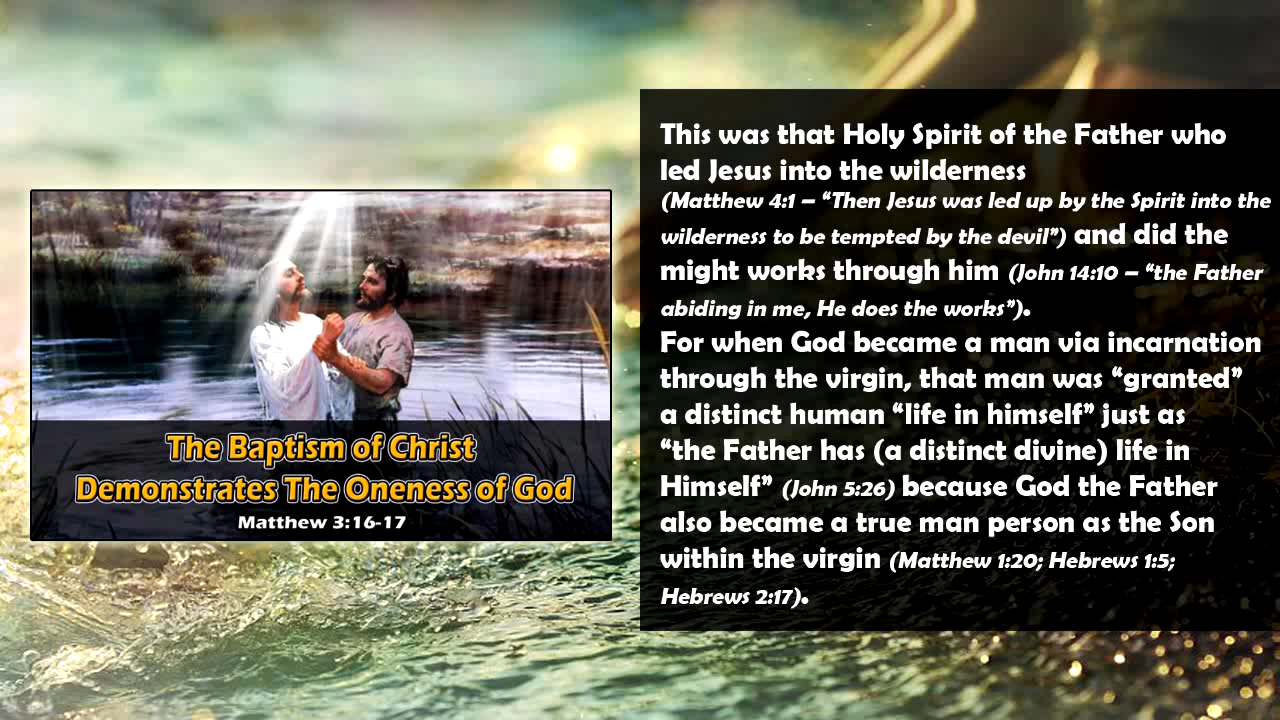 The Baptism of Christ
Demonstrates The Oneness of God
Matthew 3:16-17
This was that Holy Spirit of the Father who
led Jesus into the wilderness
(Matthew 4:1 – “Then Jesus was led up by the Spirit into the
wilderness to be tempted by the devil”) and did the
might works through him (John 14:10 – “the Father
abiding in me, He does the works”).
For when God became a man via incarnation
through the virgin, that man was “granted”
a distinct human “life in himself” just as
“the Father has (a distinct divine) life in
Himself” (John 5:26) because God the Father
also became a true man person as the Son
within the virgin (Matthew 1:20; Hebrews 1:5;
Hebrews 2:17).